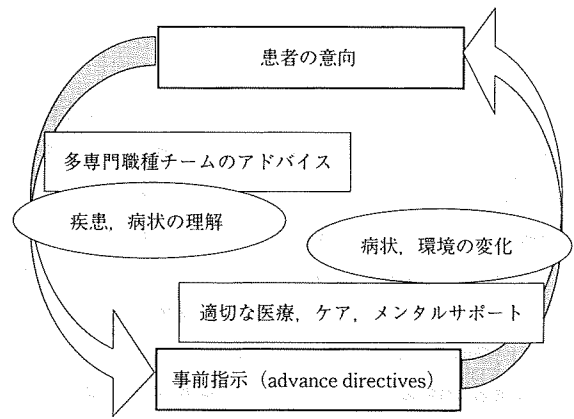 患者の意向
多専門職種チームのアドバイス
疾患，病状の理解
病状，環境の変化
適切な医療，ケア，メンタルサポート
事前指示（advance directives）